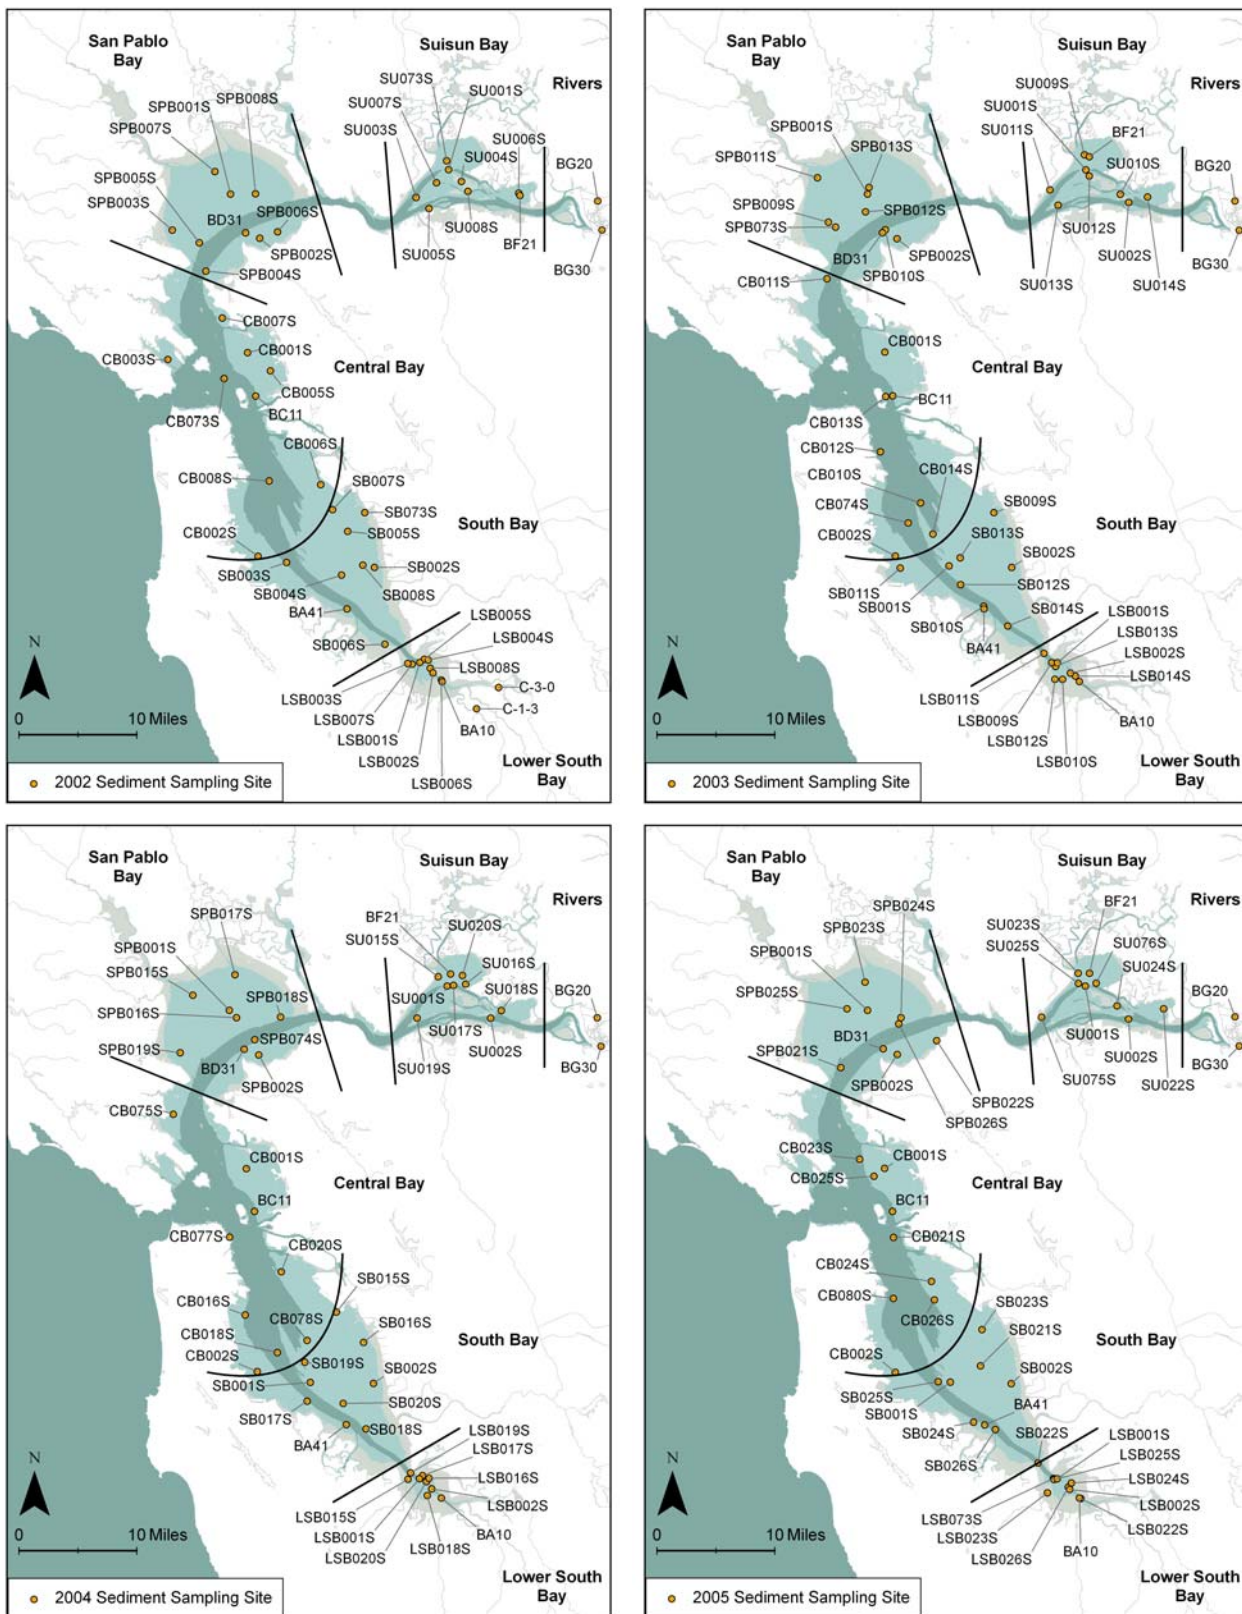 San Pablo
Bay
Suisun Bay
Rivers
SPB008S
SPB001S
SPB007S
SPB005S
SPB003S
BD31
SPB006S
SPB002S
SPB004S
SU073S
SU001S
SU007S
SU003S
SU004S
SU006S
BG20
SU008S
SU005S
BF21
BG30
CB007S
CB003S
CB001S
Central Bay
CB005S
BC11
CB073S
CB006S
CB008S
SB007S
SB073S
South Bay
SB005S
CB002S
SB003S
SB002S
SB004S
SB008S
BA41
LSB005S
SB006S
LSB004S
LSB008S
LSB003S
C-3-0
LSB007S
C-1-3
LSB001S
BA10
LSB002S
LSB006S
Lower South
Bay
N
0
10 Miles
2002 Sediment Sampling Site
San Pablo
Bay
Suisun Bay
Rivers
SPB001S
SPB013S
SPB011S
SPB009S
SPB012S
SPB073S
BD31
SPB002S
SPB010S
SU009S
SU001S
BF21
SU011S
SU010S
BG20
SU012S
SU002S
BG30
SU013S
SU014S
CB011S
CB001S
Central Bay
BC11
CB013S
CB012S
CB014S
CB010S
CB074S
SB009S
South Bay
CB002S
SB013S
SB002S
SB011S
SB012S
SB001S
SB014S
LSB001S
SB010S
LSB013S
BA41
LSB002S
LSB011S
LSB014S
LSB009S
BA10
LSB012S
LSB010S
Lower South
Bay
N
0
10 Miles
2003 Sediment Sampling Site
San Pablo
Bay
Suisun Bay
Rivers
SPB017S
SPB001S
SPB015S
SPB018S
SPB016S
SPB074S
SPB019S
BD31
SPB002S
BF21
SU020S
SU015S
SU016S
SU018S
BG20
SU001S
SU017S
SU002S
SU019S
BG30
CB075S
CB001S
Central Bay
BC11
CB077S
CB020S
SB015S
CB016S
CB078S
SB016S
South Bay
CB018S
CB002S
SB019S
SB002S
SB001S
SB020S
SB017S
SB018S
BA41
LSB019S
LSB017S
LSB016S
LSB002S
LSB015S
LSB001S
BA10
LSB020S
LSB018S
Lower South
Bay
N
0
10 Miles
2004 Sediment Sampling Site
San Pablo
Bay
Suisun Bay
Rivers
SPB024S
SPB023S
SPB001S
SPB025S
BD31
SPB021S
SPB002S
SPB022S
SPB026S
SU023S
BF21
SU025S
SU076S
SU024S
BG20
SU001S
SU002S
BG30
SU075S
SU022S
CB023S
CB001S
CB025S
Central Bay
BC11
CB021S
CB024S
CB080S
CB026S
SB023S
SB021S
South Bay
CB002S
SB002S
SB025S
SB001S
BA41
SB024S
SB022S
LSB001S
SB026S
LSB025S
LSB024S
LSB073S
LSB002S
LSB023S
LSB022S
LSB026S
BA10
Lower South
Bay
N
0
10 Miles
2005 Sediment Sampling Site